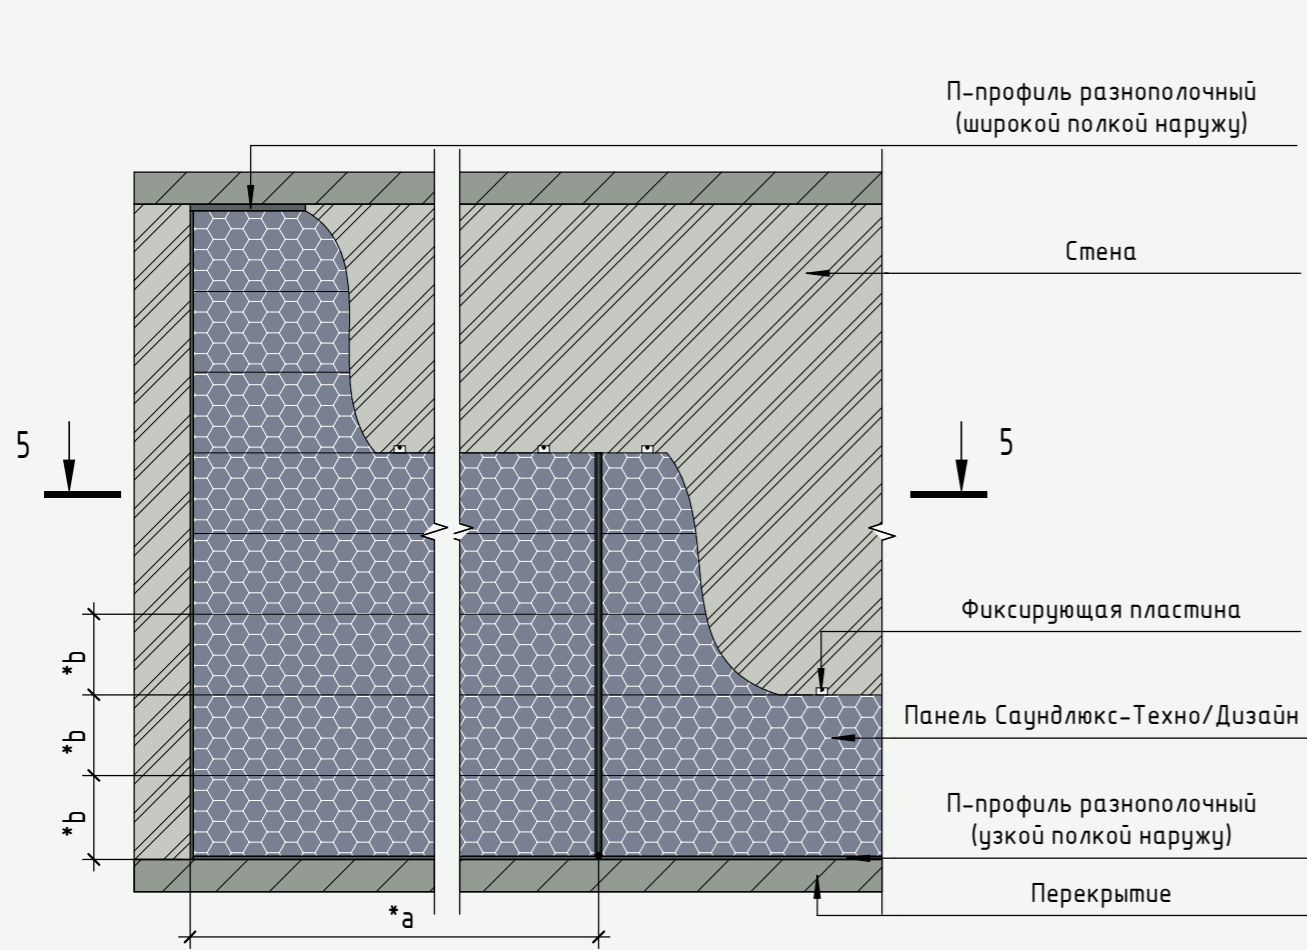 П-профиль разнополочный
(широкой полкой наружу)
Стена
5
5
Фиксирующая пластина
*b
Панель Саундлюкс-Техно/Дизайн
*b
П-профиль разнополочный
(узкой полкой наружу)
*b
Перекрытие
*a